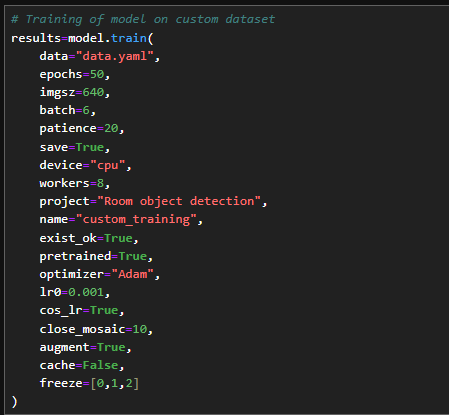 # Training of model on custom dataset
results=model.train(
    data="data.yaml",
    epochs=50,
    imgsz=640,
    batch=6,
    patience=20,
    save=True,
    device="cpu",
    workers=8,
    project="Room object detection",
    name="custom_training",
    exist_ok=True,
    pretrained=True,
    optimizer="Adam",
    lr0=0.001,
    cos_lr=True,
    close_mosaic=10,
    augment=True,
    cache=False,
    freeze=[0,1,2]
)